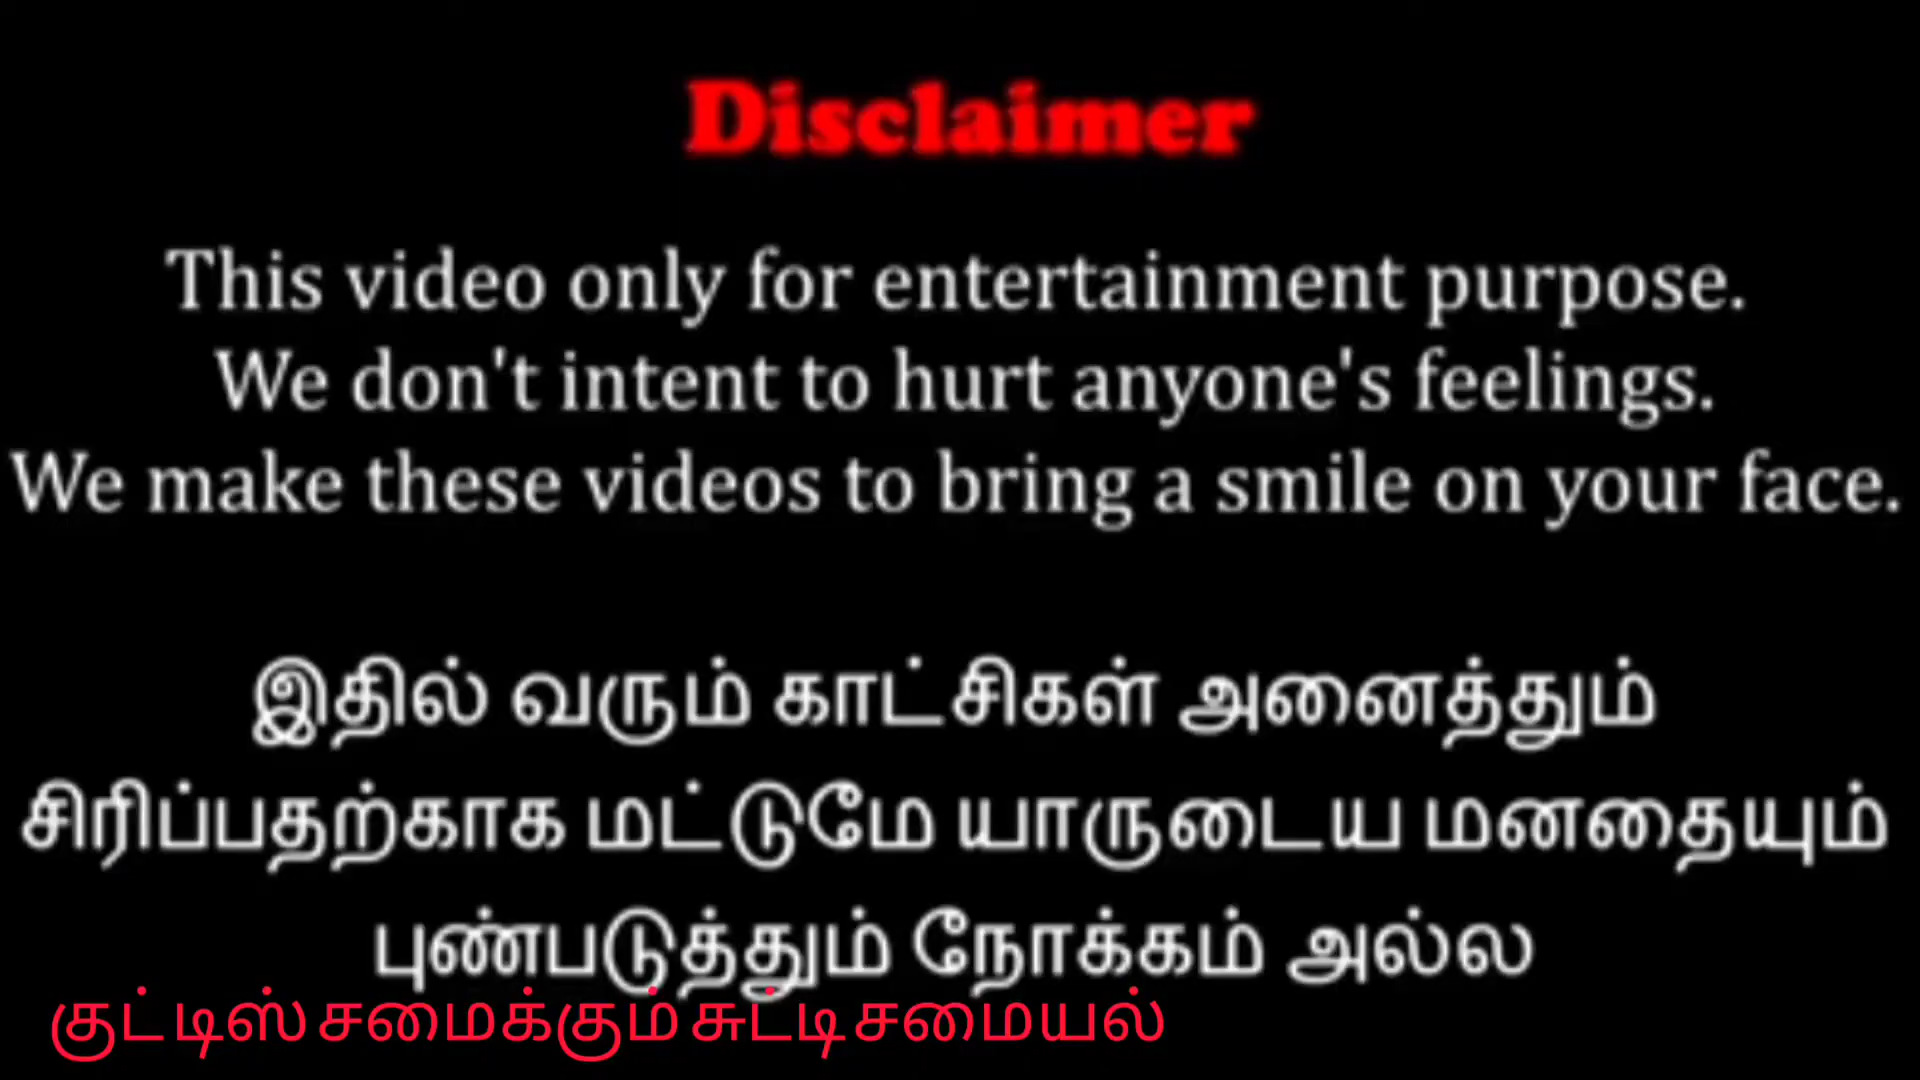 Disclaimer
This video only for entertainment purpose.
We don't intent to hurt anyone's feelings.
We make these videos to bring a smile on your face.
இதில் வரும் காட்சிகள் அனைத்தும்
சிரிப்பதற்காக மட்டுமே யாருடைய மனதையும்
புண்படுத்தும் நோக்கம் அல்ல
குட்டிஸ் சமைக்கும் சுட்டி சமையல்